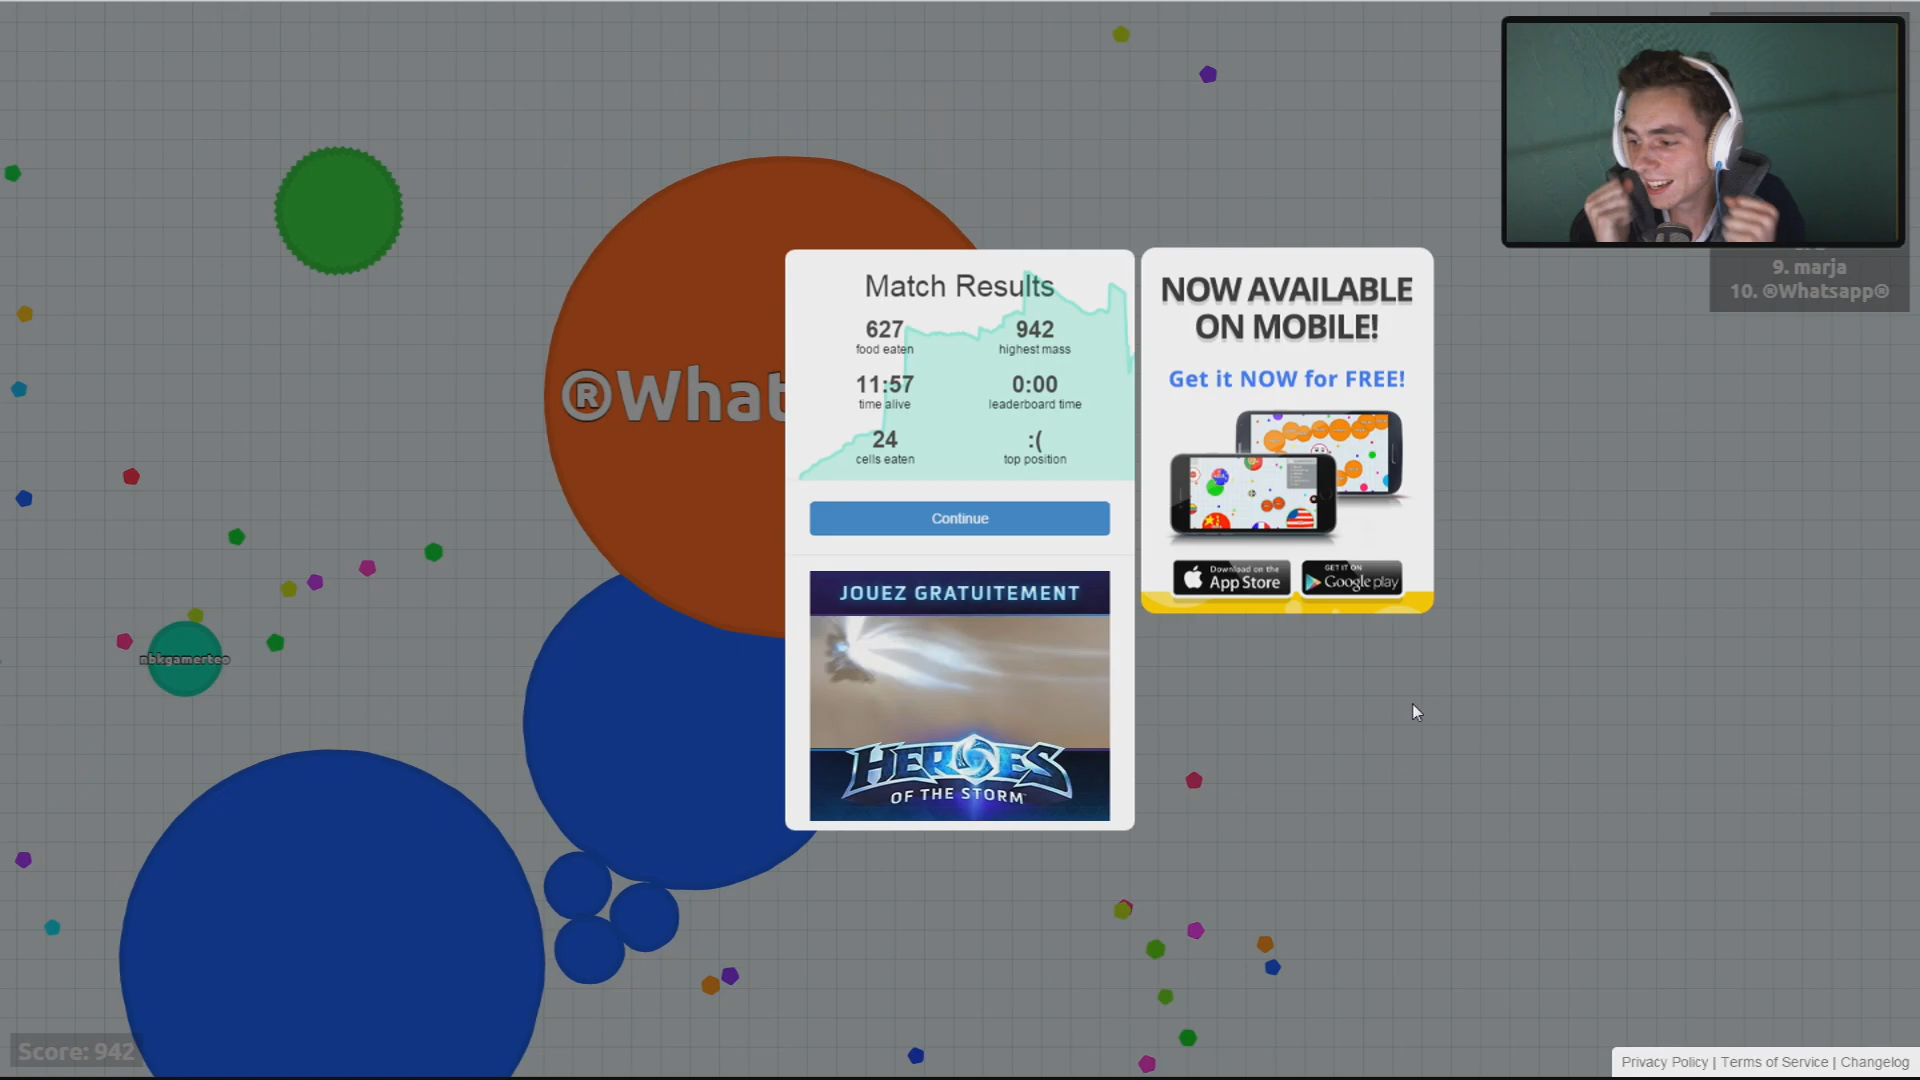 9. marja
10. ®Whatsapp®
®What
Match Results
627
food eaten
942
highest mass
11:57
time alive
0:00
leaderboard time
24
cells eaten
:(
top position
Continue
JOUEZ GRATUITEMENT
HEROES
OF THE STORM
NOW AVAILABLE
ON MOBILE!
Get it NOW for FREE!
Download on the
App Store
GET IT ON
Google play
nbkgamerteo
Score: 942
Privacy Policy | Terms of Service | Changelog